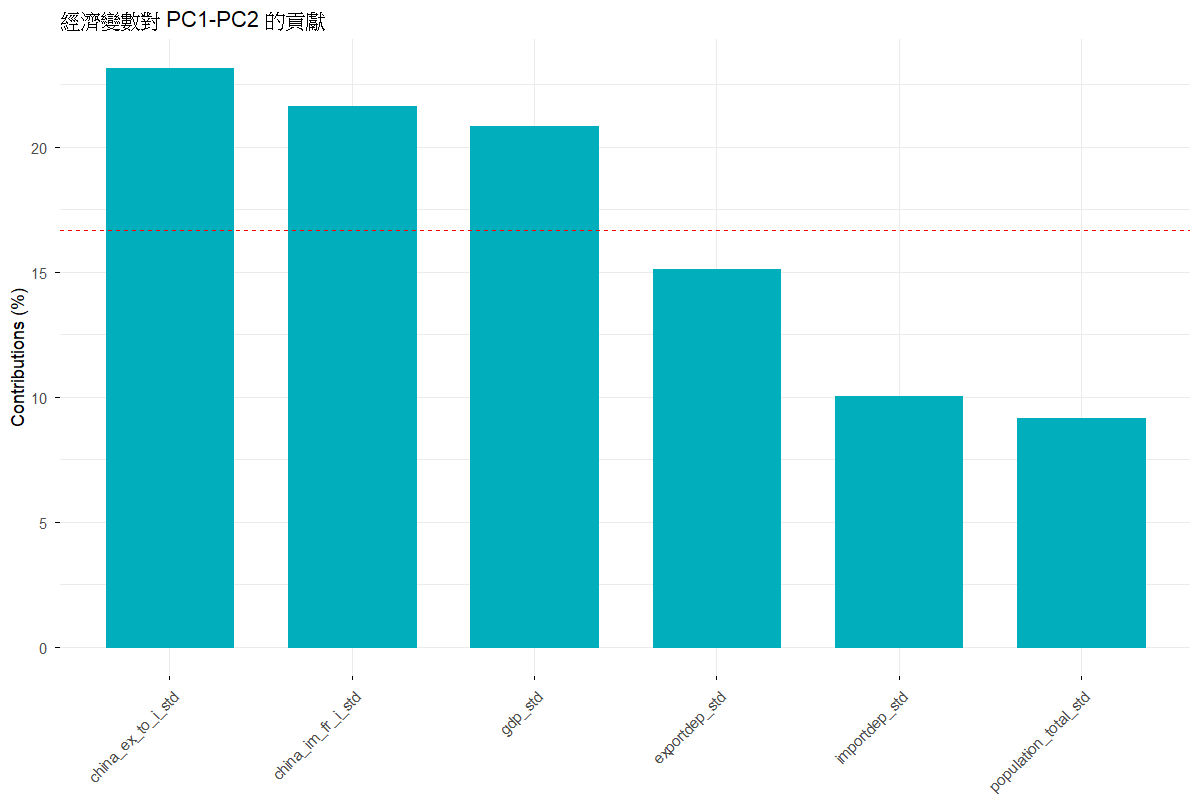 經濟變數對 PC1-PC2 的貢獻
Contributions (%)
20
15
10
5
0
china_ex_to_i_std
china_im_fr_i_std
gdp_std
exportdep_std
importdep_std
population_total_std